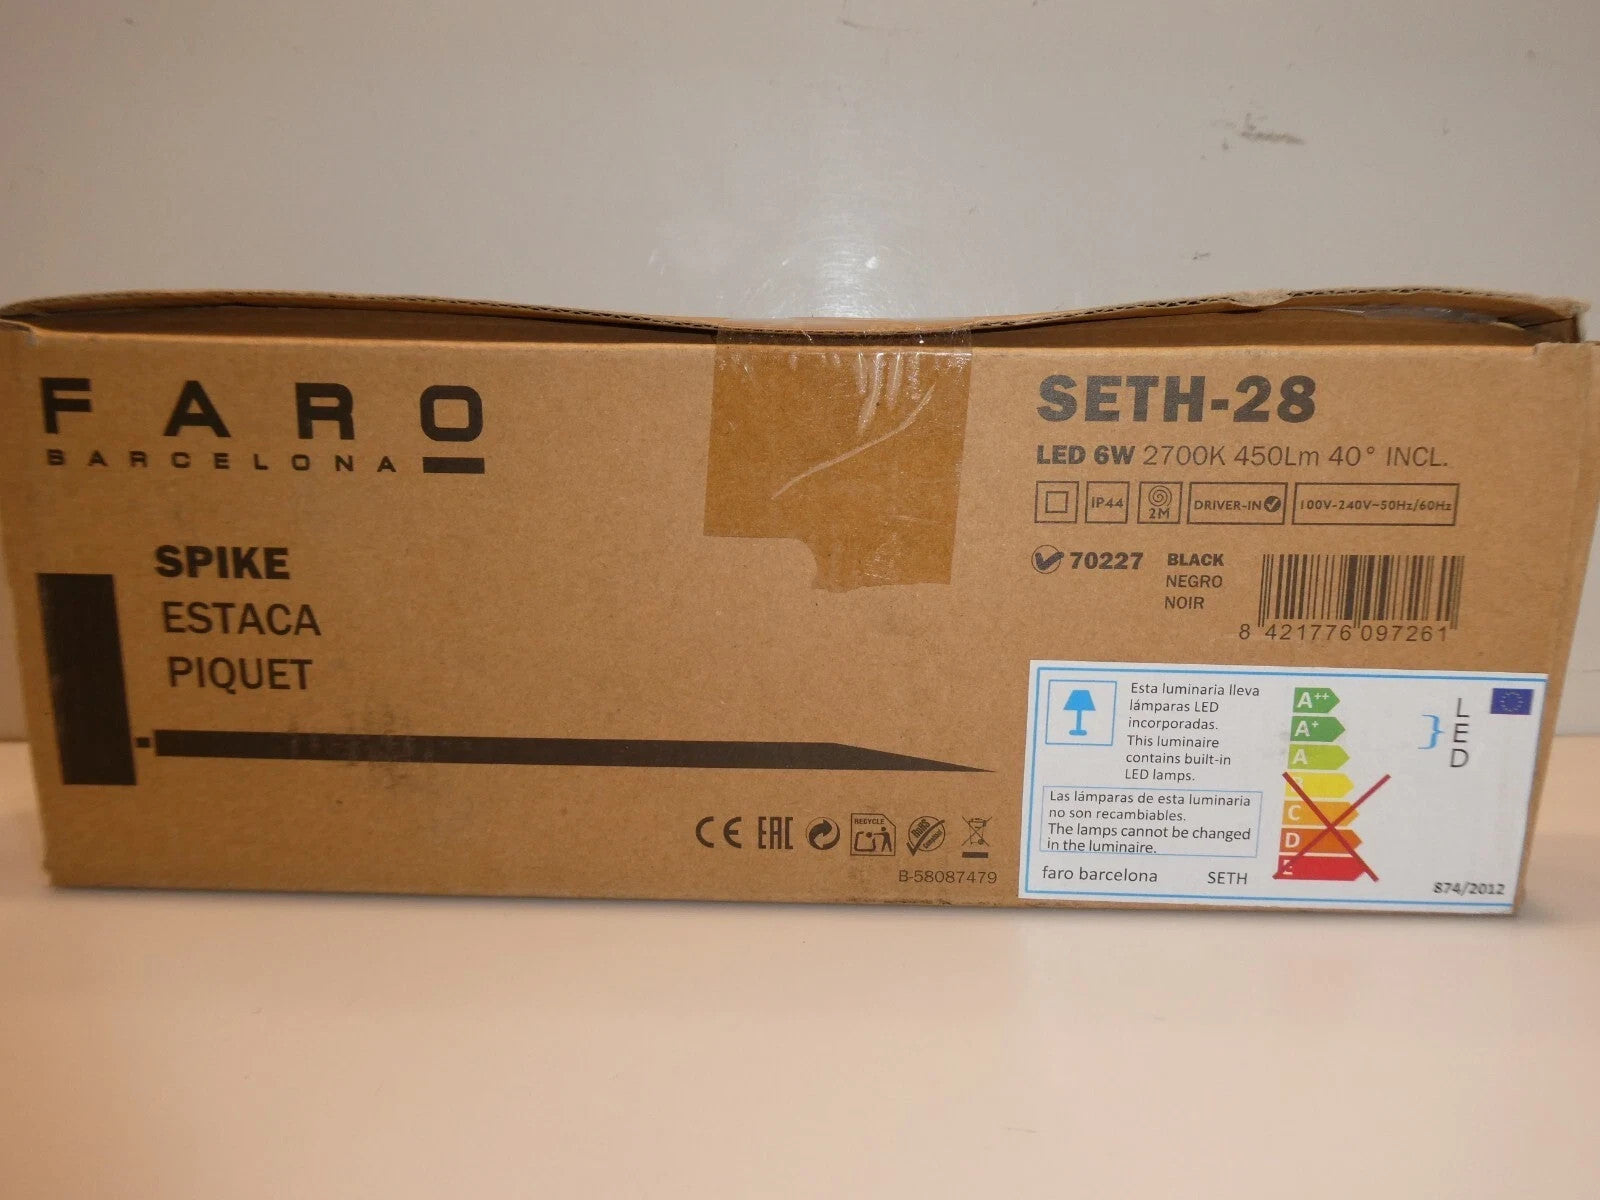 FARO
BARCELONA
SPIKE
ESTACA
PIQUET
SETH-28
LED 6W 2700K 450Lm 40° INCL.
IP44
2M
DRIVER-IN
100V-240V~50Hz/60Hz
70227 BLACK
NEGRO
NOIR
8 421776 097261
CE EAC
RECYCLE
RoHS
B-58087479
Esta luminaria lleva
lámparas LED
incorporadas.
This luminaire
contains built-in
LED lamps.
Las lámparas de esta luminaria
no son recambiables.
The lamps cannot be changed
in the luminaire.
faro barcelona SETH
A++
A+
A
C
D
E
LED
874/2012